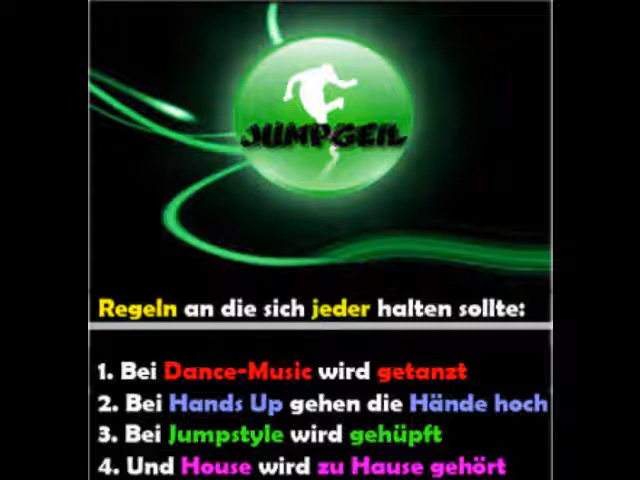 JUMPGEIL
Regeln an die sich jeder halten sollte:
1. Bei Dance-Music wird getanzt
2. Bei Hands Up gehen die Hände hoch
3. Bei Jumpstyle wird gehüpft
4. Und House wird zu Hause gehört